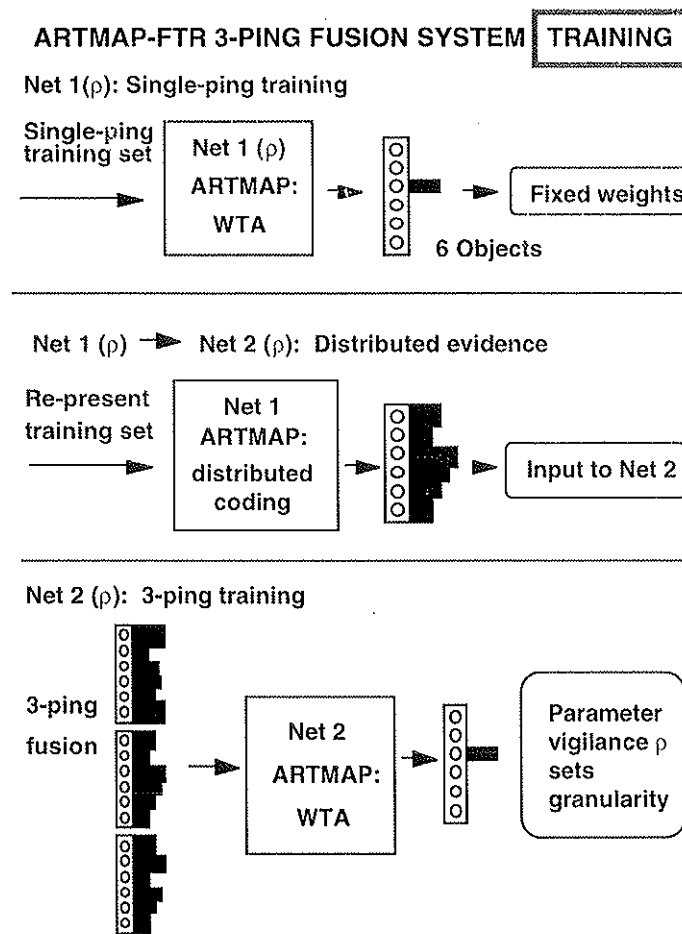 ARTMAP-FTR 3-PING FUSION SYSTEM TRAINING
Net 1(ρ): Single-ping training
Single-ping
training set
Net 1 (ρ)
ARTMAP:
WTA
Fixed weights
6 Objects
Net 1 (ρ) Net 2 (ρ): Distributed evidence
Re-present
training set
Net 1
ARTMAP:
distributed
coding
Input to Net 2
Net 2 (ρ): 3-ping training
3-ping
fusion
Net 2
ARTMAP:
WTA
Parameter
vigilance ρ
sets
granularity